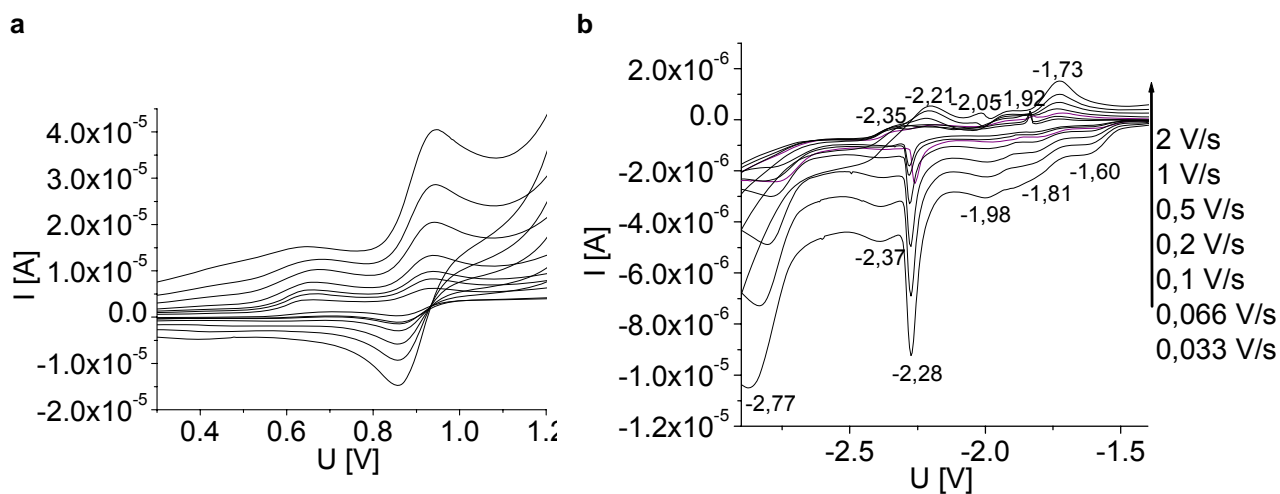 a
4.0x10⁻⁵
3.0x10⁻⁵
2.0x10⁻⁵
1.0x10⁻⁵
0.0
-1.0x10⁻⁵
-2.0x10⁻⁵
I [A]
0.4 0.6 0.8 1.0 1.2
U [V]
b
2.0x10⁻⁶
0.0
-2.0x10⁻⁶
-4.0x10⁻⁶
-6.0x10⁻⁶
-8.0x10⁻⁶
-1.0x10⁻⁵
-1.2x10⁻⁵
I [A]
-2,35
-2,21
-2,05
-1,92
-1,73
-1,60
-1,81
-1,98
-2,37
-2,28
-2,77
-2.5 -2.0 -1.5
U [V]
2 V/s
1 V/s
0,5 V/s
0,2 V/s
0,1 V/s
0,066 V/s
0,033 V/s